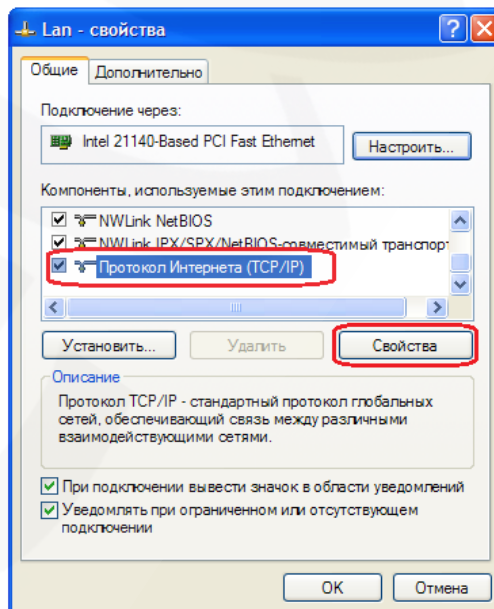 Lan - свойства
Общие
Дополнительно
Подключение через:
Intel 21140-Based PCI Fast Ethernet
Настроить...
Компоненты, используемые этим подключением:
NWLink NetBIOS
NWLink IPX/SPX/NetBIOS-совместимый транспорт
Протокол Интернета (TCP/IP)
Установить...
Удалить
Свойства
Описание
Протокол TCP/IP - стандартный протокол глобальных
сетей, обеспечивающий связь между различными
взаимодействующими сетями.
При подключении вывести значок в области уведомлений
Уведомлять при ограниченном или отсутствующем
подключении
OK
Отмена